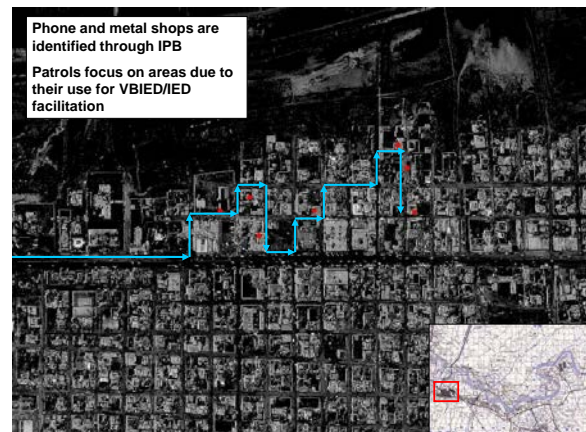 Phone and metal shops are
identified through IPB
Patrols focus on areas due to
their use for VBIED/IED
facilitation